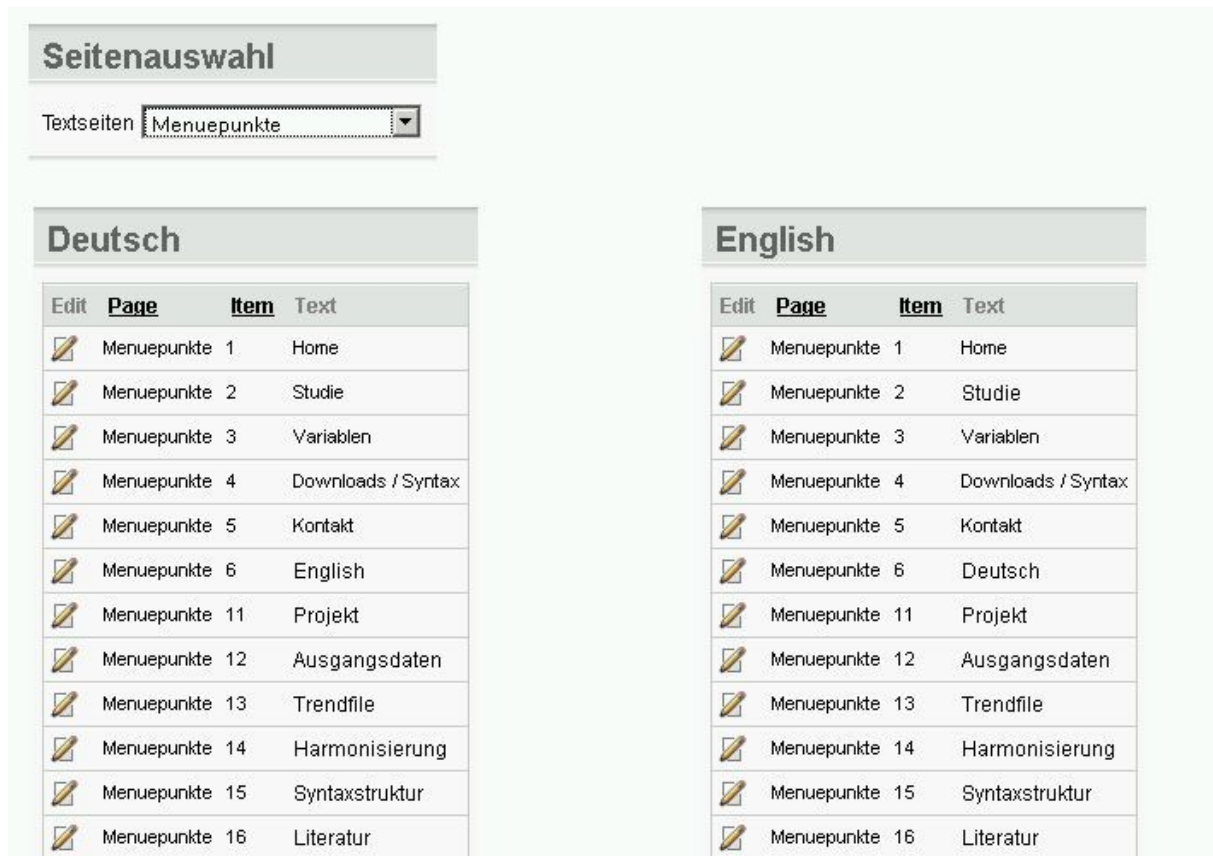 Seitenauswahl
Textseiten Menuepunkte
Deutsch
Edit Page Item Text
Menuepunkte 1 Home
Menuepunkte 2 Studie
Menuepunkte 3 Variablen
Menuepunkte 4 Downloads / Syntax
Menuepunkte 5 Kontakt
Menuepunkte 6 English
Menuepunkte 11 Projekt
Menuepunkte 12 Ausgangsdaten
Menuepunkte 13 Trendfile
Menuepunkte 14 Harmonisierung
Menuepunkte 15 Syntaxstruktur
Menuepunkte 16 Literatur
English
Edit Page Item Text
Menuepunkte 1 Home
Menuepunkte 2 Studie
Menuepunkte 3 Variablen
Menuepunkte 4 Downloads / Syntax
Menuepunkte 5 Kontakt
Menuepunkte 6 Deutsch
Menuepunkte 11 Projekt
Menuepunkte 12 Ausgangsdaten
Menuepunkte 13 Trendfile
Menuepunkte 14 Harmonisierung
Menuepunkte 15 Syntaxstruktur
Menuepunkte 16 Literatur